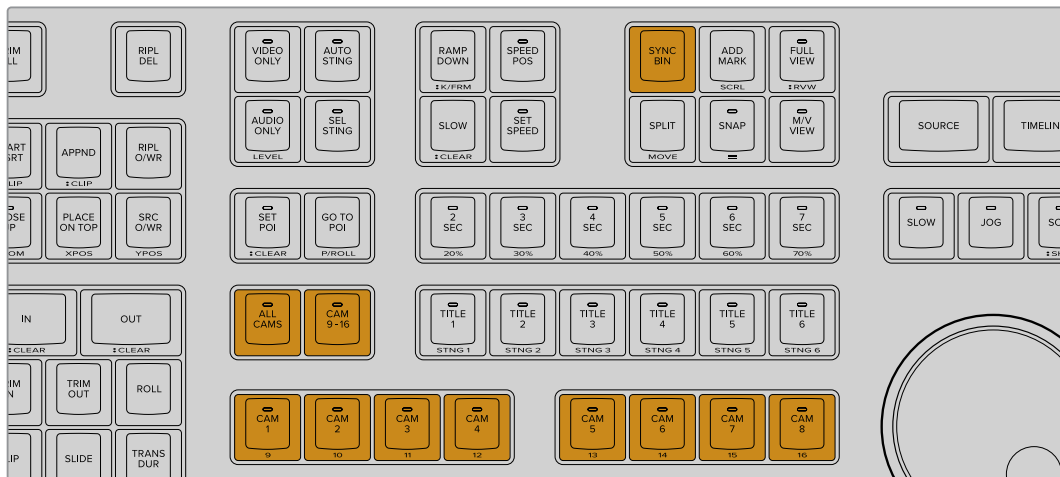 RIPL
DEL
VIDEO
ONLY
AUTO
STING
RAMP
DOWN
↕K/FRM
SPEED
POS
SYNC
BIN
ADD
MARK
SCRL
FULL
VIEW
↕RVW
AUDIO
ONLY
LEVEL
SEL
STING
SLOW
↕CLEAR
SET
SPEED
SPLIT
MOVE
SNAP
M/V
VIEW
SOURCE
TIMELIN
APPND
↕CLIP
RIPL
O/WR
PLACE
ON TOP
XPOS
SRC
O/WR
YPOS
SET
POI
↕CLEAR
GO TO
POI
P/ROLL
2
SEC
20%
3
SEC
30%
4
SEC
40%
5
SEC
50%
6
SEC
60%
7
SEC
70%
SLOW
JOG
IN
↕CLEAR
OUT
↕CLEAR
ALL
CAMS
CAM
9-16
TITLE
1
STNG 1
TITLE
2
STNG 2
TITLE
3
STNG 3
TITLE
4
STNG 4
TITLE
5
STNG 5
TITLE
6
STNG 6
TRIM
OUT
ROLL
SLIDE
TRANS
DUR
CAM
1
9
CAM
2
10
CAM
3
11
CAM
4
12
CAM
5
13
CAM
6
14
CAM
7
15
CAM
8
16